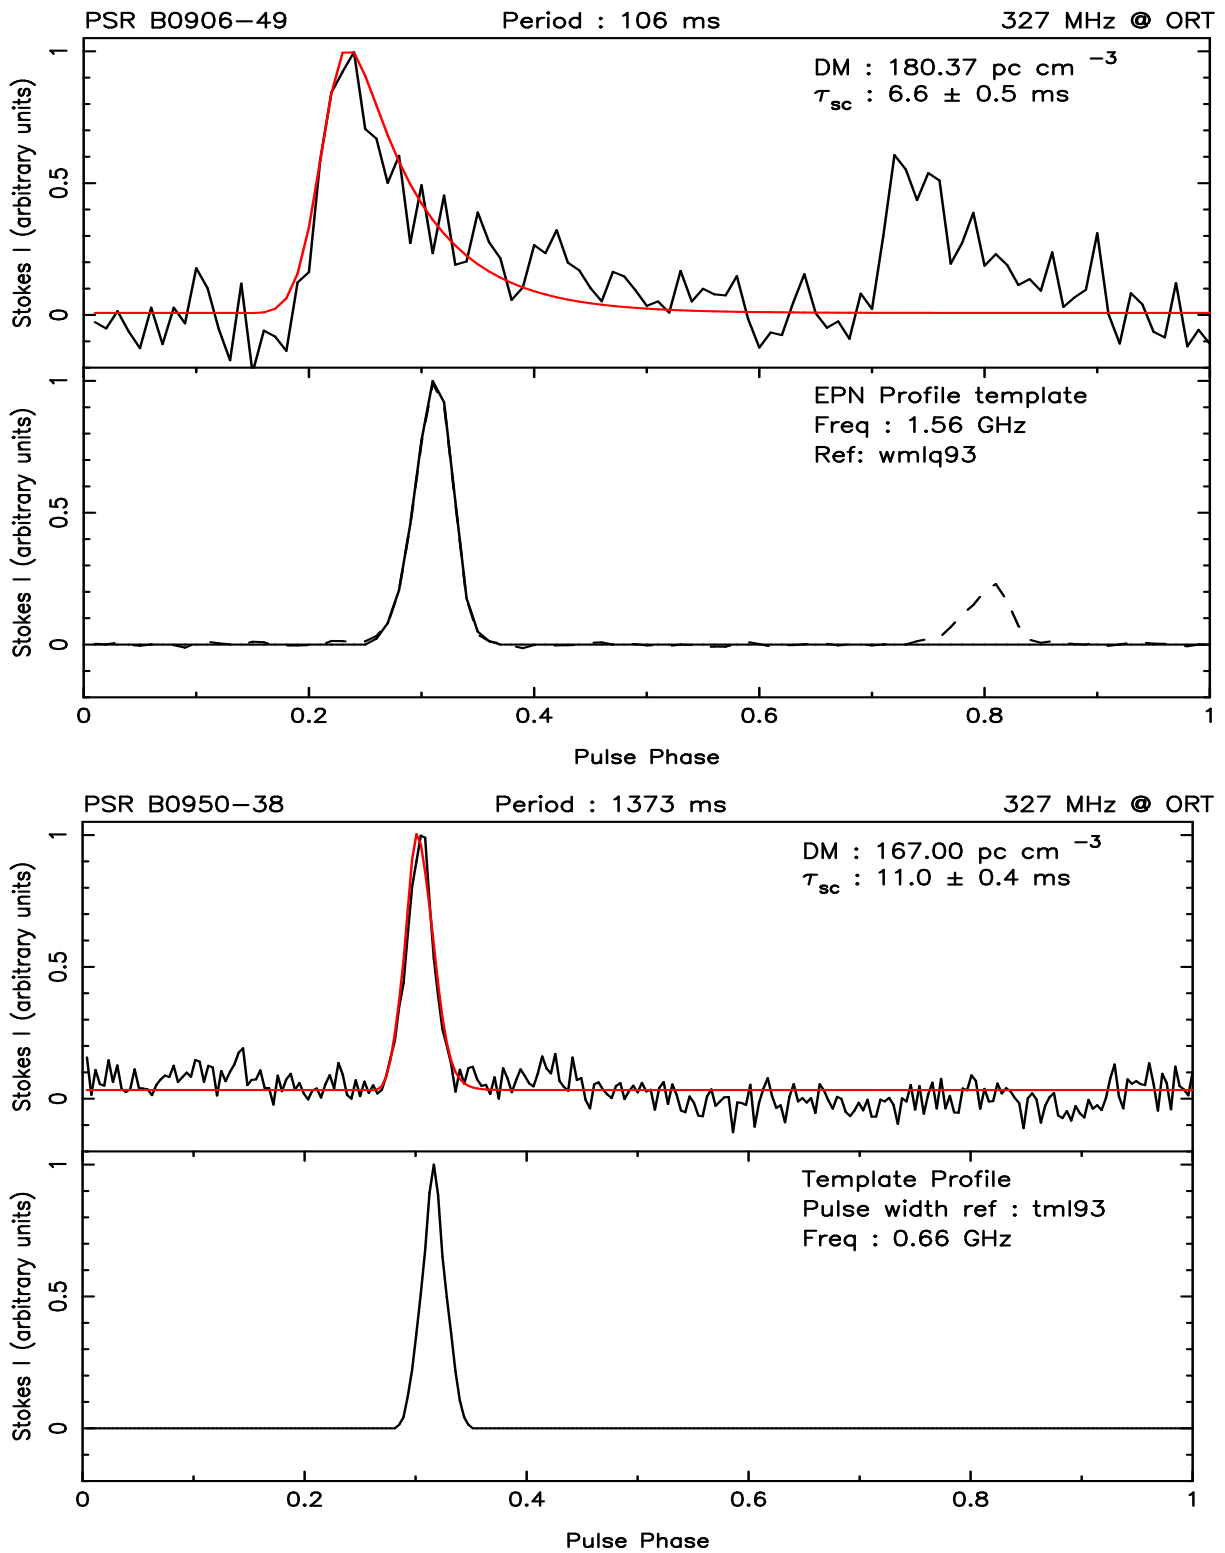 PSR B0906−49 Period : 106 ms 327 MHz @ ORT
DM : 180.37 pc cm −3
τsc : 6.6 ± 0.5 ms
Stokes I (arbitrary units)
1
0.5
0
EPN Profile template
Freq : 1.56 GHz
Ref: wmlq93
Stokes I (arbitrary units)
1
0.5
0
0 0.2 0.4 0.6 0.8 1
Pulse Phase
PSR B0950−38 Period : 1373 ms 327 MHz @ ORT
DM : 167.00 pc cm −3
τsc : 11.0 ± 0.4 ms
Stokes I (arbitrary units)
1
0.5
0
Template Profile
Pulse width ref : tml93
Freq : 0.66 GHz
Stokes I (arbitrary units)
1
0.5
0
0 0.2 0.4 0.6 0.8 1
Pulse Phase